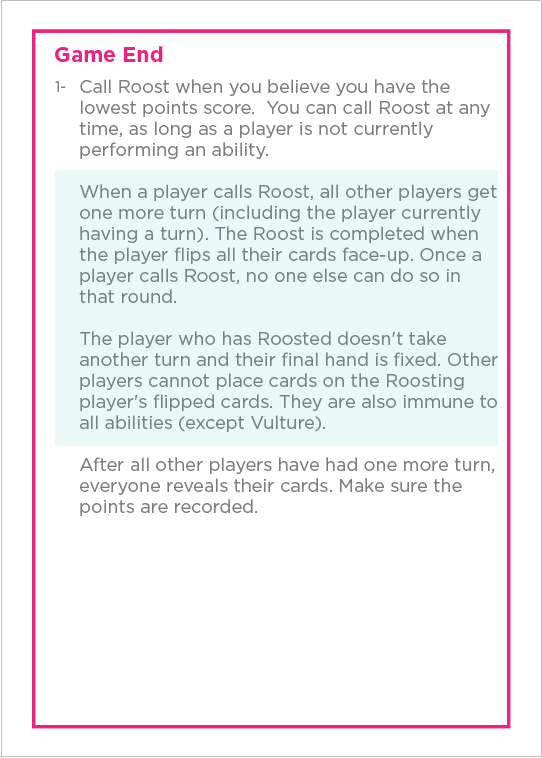 Game End
1- Call Roost when you believe you have the
lowest points score.  You can call Roost at any
time, as long as a player is not currently
performing an ability.
When a player calls Roost, all other players get
one more turn (including the player currently
having a turn). The Roost is completed when
the player flips all their cards face-up. Once a
player calls Roost, no one else can do so in
that round.
The player who has Roosted doesn't take
another turn and their final hand is fixed. Other
players cannot place cards on the Roosting
player's flipped cards. They are also immune to
all abilities (except Vulture).
After all other players have had one more turn,
everyone reveals their cards. Make sure the
points are recorded.